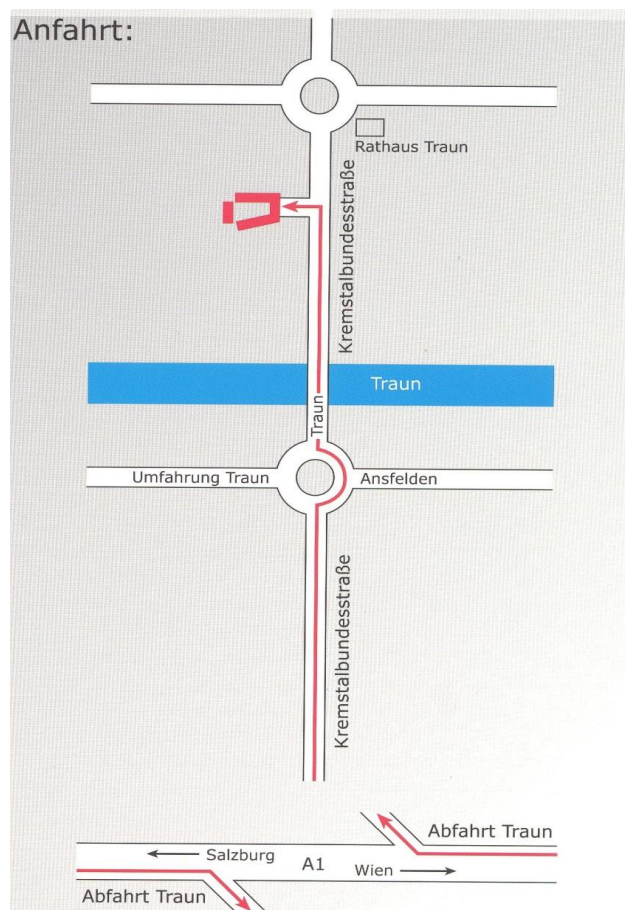 Anfahrt:
Rathaus Traun
Kremstalbundesstraße
Traun
Traun
Umfahrung Traun
Ansfelden
Kremstalbundesstraße
Abfahrt Traun
Salzburg
A1
Wien
Abfahrt Traun